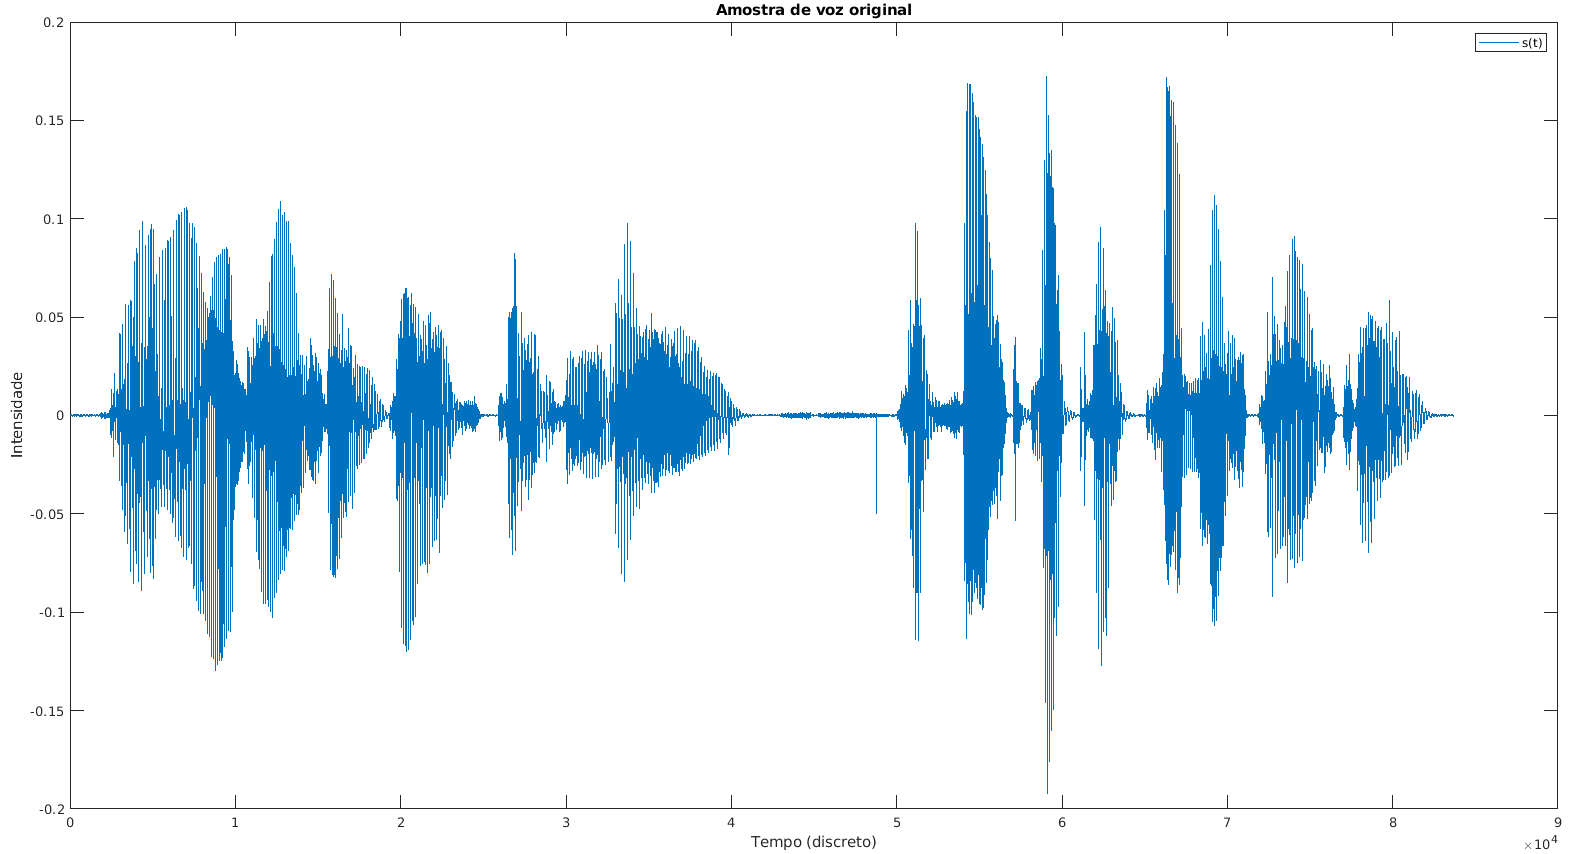 Amostra de voz original
s(t)
0.2
0.15
0.1
0.05
0
-0.05
-0.1
-0.15
-0.2
Intensidade
0 1 2 3 4 5 6 7 8 9
Tempo (discreto)
×10⁴